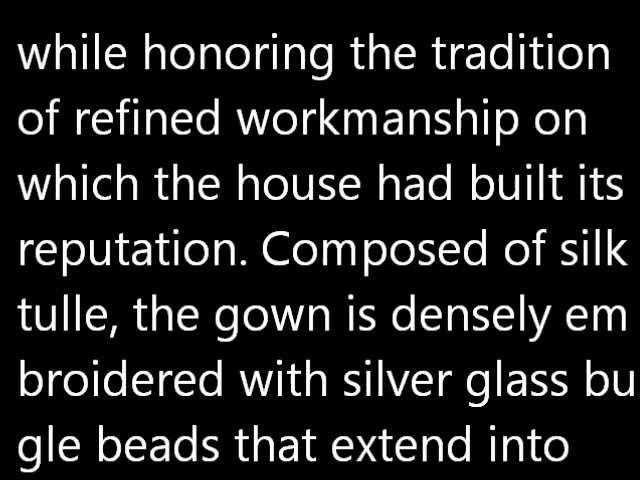 while honoring the tradition
of refined workmanship on
which the house had built its
reputation. Composed of silk
tulle, the gown is densely em
broidered with silver glass bu
gle beads that extend into